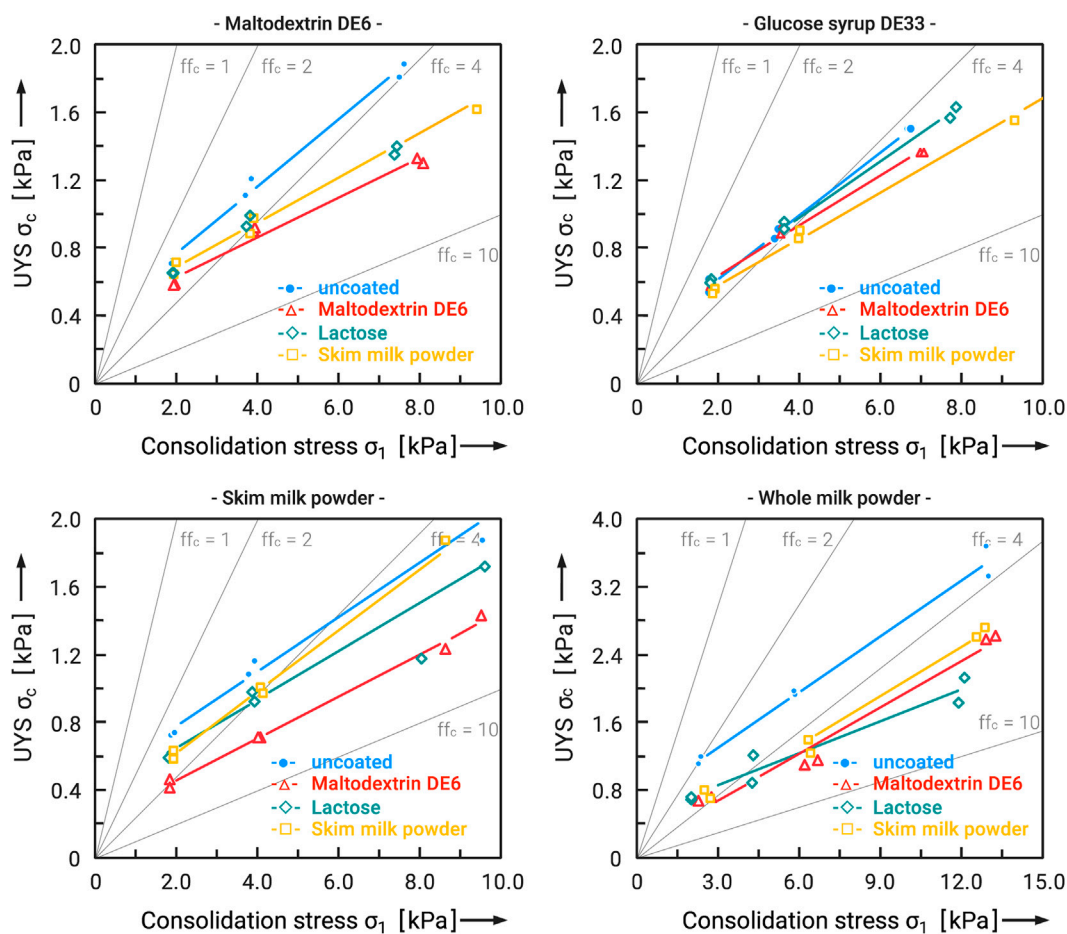 - Maltodextrin DE6 -
2.0
1.6
1.2
0.8
0.4
0
UYS σc [kPa]
ffc = 1
ffc = 2
ffc = 4
ffc = 10
uncoated
Maltodextrin DE6
Lactose
Skim milk powder
0 2.0 4.0 6.0 8.0 10.0
Consolidation stress σ1 [kPa]
- Glucose syrup DE33 -
2.0
1.6
1.2
0.8
0.4
0
UYS σc [kPa]
ffc = 1
ffc = 2
ffc = 4
ffc = 10
uncoated
Maltodextrin DE6
Lactose
Skim milk powder
0 2.0 4.0 6.0 8.0 10.0
Consolidation stress σ1 [kPa]
- Skim milk powder -
2.0
1.6
1.2
0.8
0.4
0
UYS σc [kPa]
ffc = 1
ffc = 2
ffc = 4
ffc = 10
uncoated
Maltodextrin DE6
Lactose
Skim milk powder
0 2.0 4.0 6.0 8.0 10.0
Consolidation stress σ1 [kPa]
- Whole milk powder -
4.0
3.2
2.4
1.6
0.8
0
UYS σc [kPa]
ffc = 1
ffc = 2
ffc = 4
ffc = 10
uncoated
Maltodextrin DE6
Lactose
Skim milk powder
0 3.0 6.0 9.0 12.0 15.0
Consolidation stress σ1 [kPa]